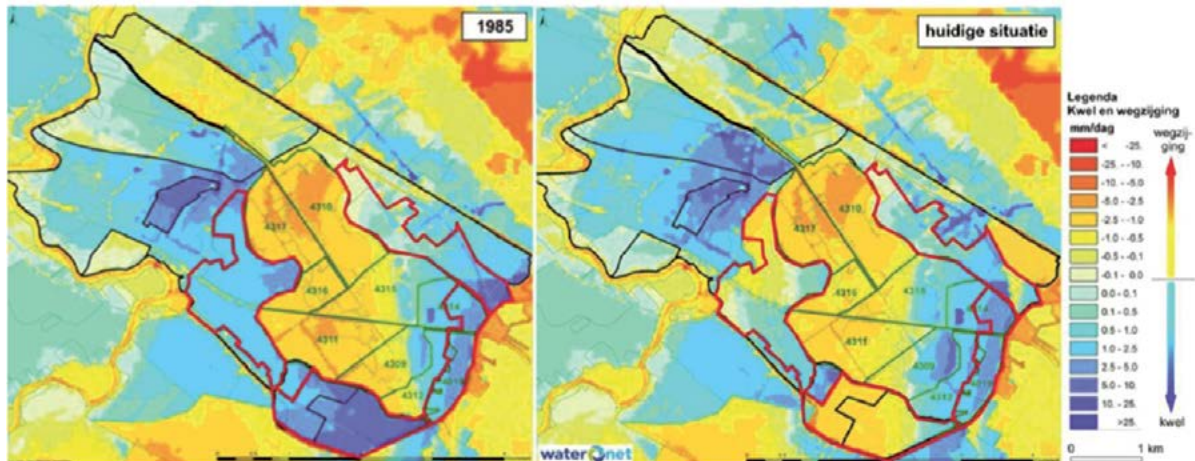 1985
4310.
4317
4316
4315
4311
4309
4312
huidige situatie
4310.
4317
4316
4311
4309
4312
waternet
Legenda
Kwel en wegzijging
mm/dag
wegzij-
ging
< -25.
-25. - -10.
-10. - -5.0
-5.0 - -2.5
-2.5 - -1.0
-1.0 - -0.5
-0.5 - -0.1
-0.1 - 0.0
0.0 - 0.1
0.1 - 0.5
0.5 - 1.0
1.0 - 2.5
2.5 - 5.0
5.0 - 10.
10. - 25.
>25.
kwel
0 1 km